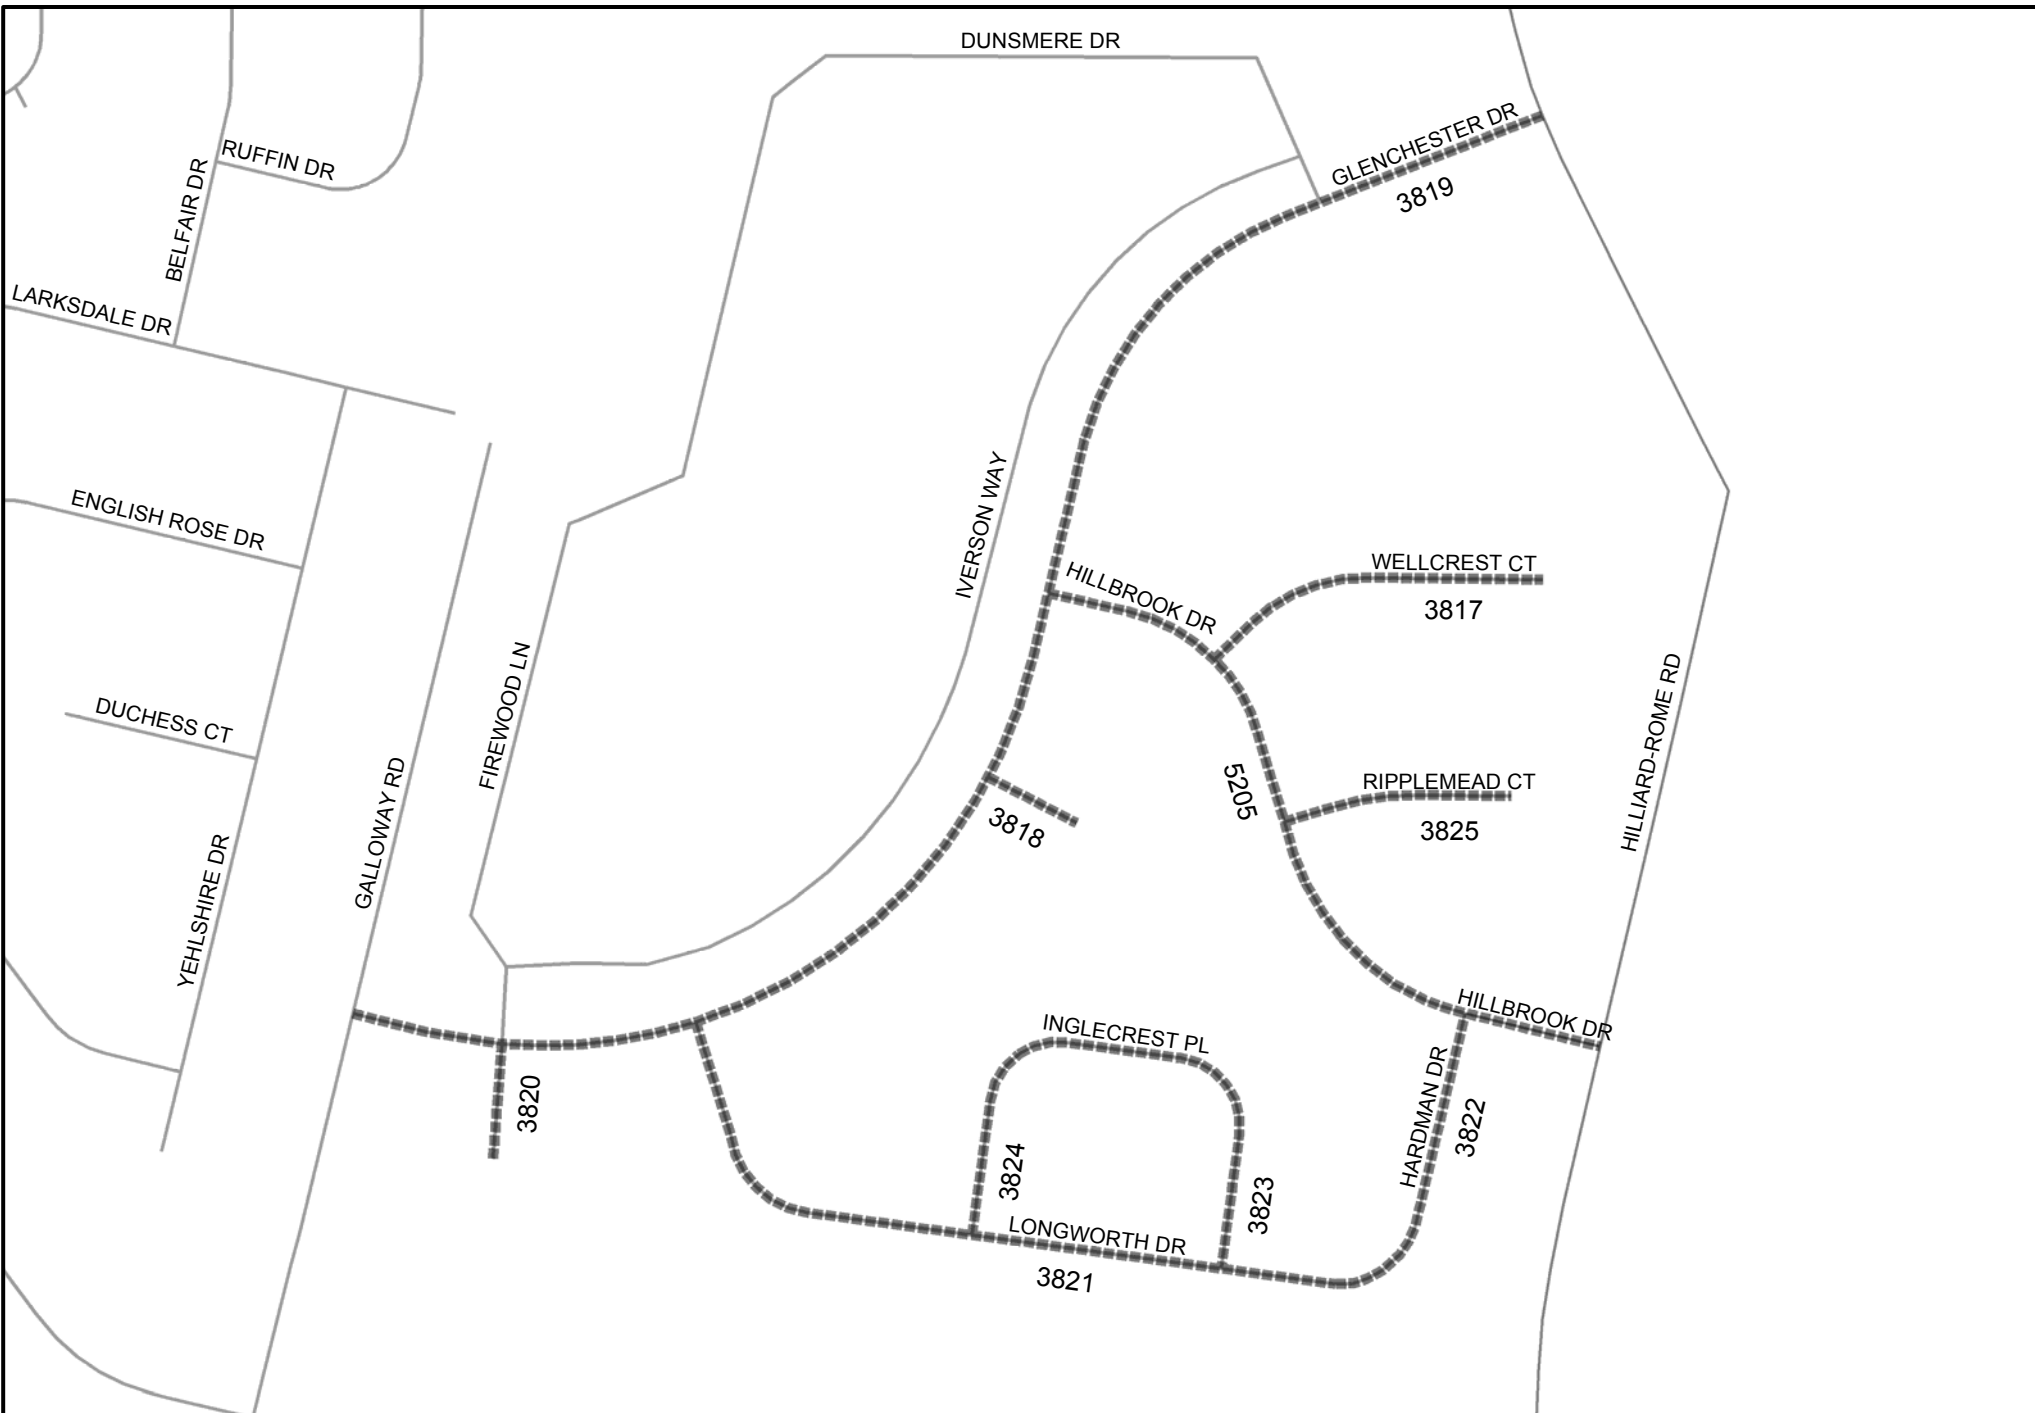 DUNSMERE DR
GLENCHESTER DR
3819
RUFFIN DR
BELFAIR DR
LARKSDALE DR
ENGLISH ROSE DR
IVERSON WAY
HILLBROOK DR
WELLCREST CT
3817
DUCHESS CT
FIREWOOD LN
GALLOWAY RD
HILLIARD-ROME RD
RIPPLEMEAD CT
3825
5205
3818
YEHLSHIRE DR
HILLBROOK DR
INGLECREST PL
HARDMAN DR
3822
3820
3824
3823
LONGWORTH DR
3821